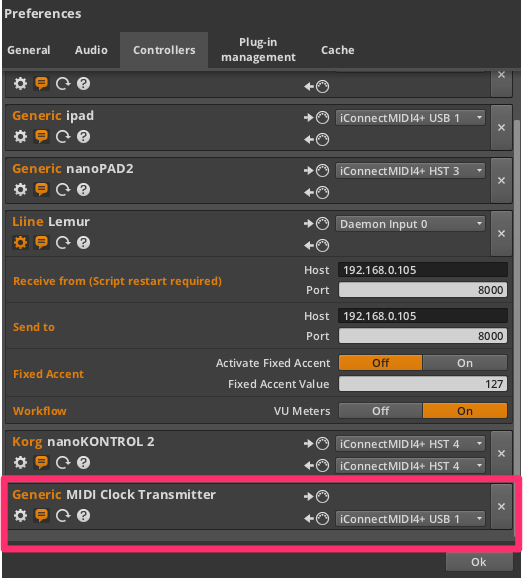 Preferences
General Audio Controllers Plug-in management Cache
Generic ipad
iConnectMIDI4+ USB 1
Generic nanoPAD2
iConnectMIDI4+ HST 3
Liine Lemur
Daemon Input 0
Receive from (Script restart required)
Host 192.168.0.105
Port 8000
Send to
Host 192.168.0.105
Port 8000
Fixed Accent
Activate Fixed Accent Off On
Fixed Accent Value 127
Workflow VU Meters Off On
Korg nanoKONTROL 2
iConnectMIDI4+ HST 4
iConnectMIDI4+ HST 4
Generic MIDI Clock Transmitter
iConnectMIDI4+ USB 1
Ok